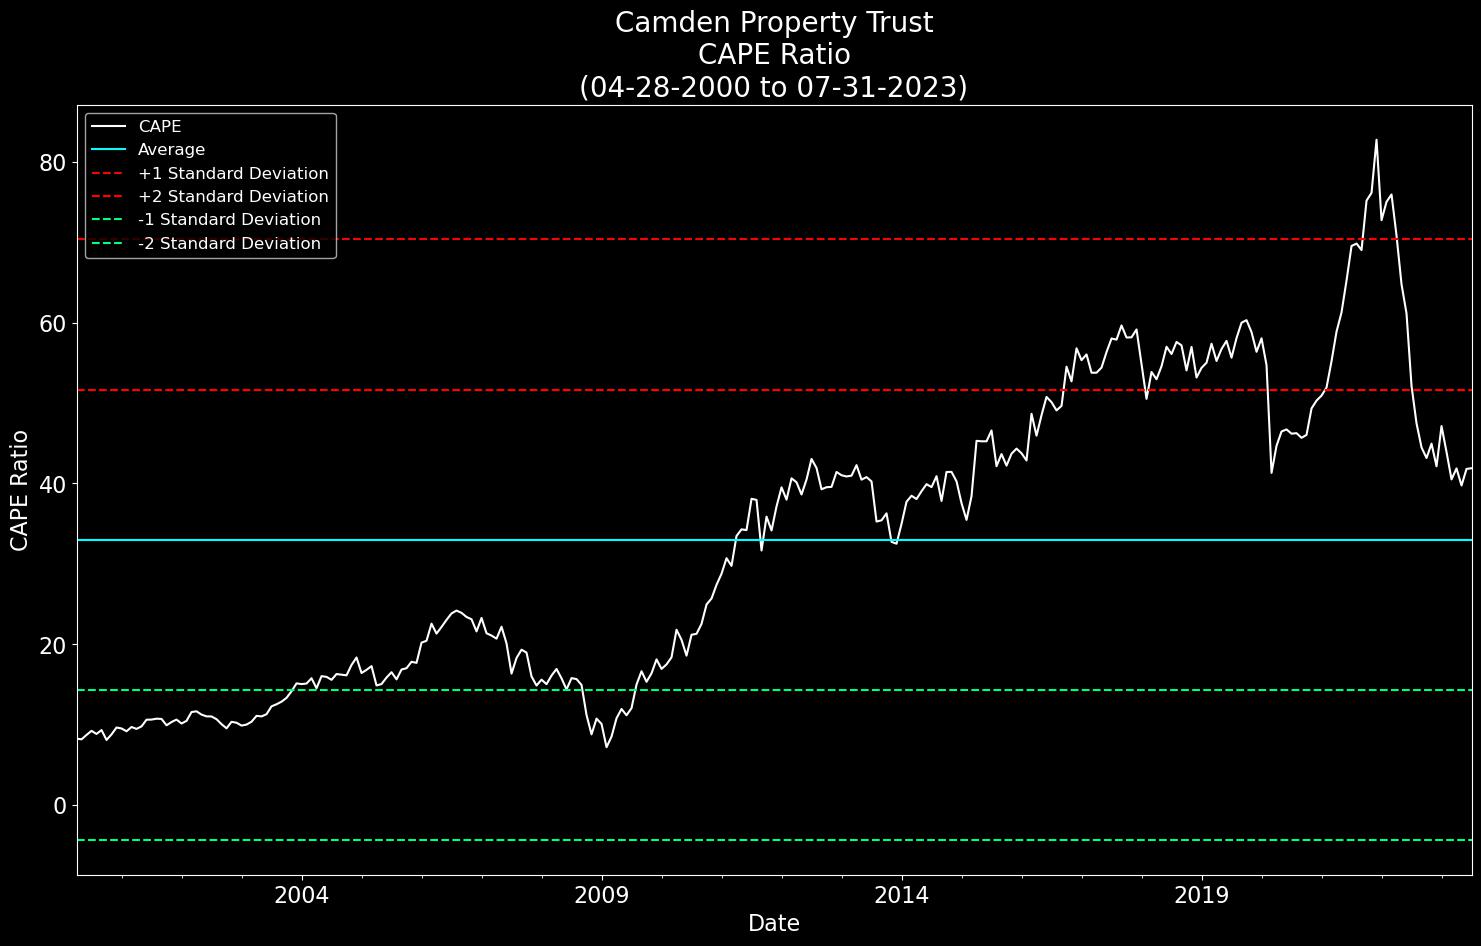 Camden Property Trust
CAPE Ratio
(04-28-2000 to 07-31-2023)
CAPE
Average
+1 Standard Deviation
+2 Standard Deviation
-1 Standard Deviation
-2 Standard Deviation
80
60
40
20
0
CAPE Ratio
2004
2009
2014
2019
Date